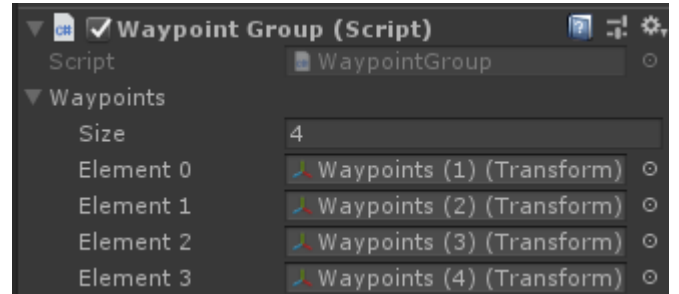 Waypoint Group (Script)
Script WaypointGroup
Waypoints
Size 4
Element 0 Waypoints (1) (Transform)
Element 1 Waypoints (2) (Transform)
Element 2 Waypoints (3) (Transform)
Element 3 Waypoints (4) (Transform)